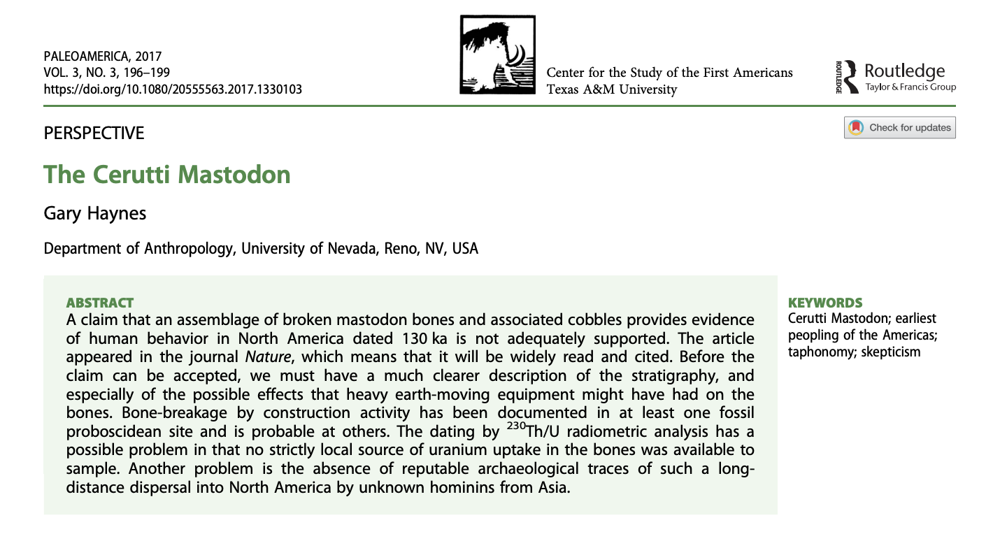 PALEOAMERICA, 2017
VOL. 3, NO. 3, 196–199
https://doi.org/10.1080/20555563.2017.1330103
Center for the Study of the First Americans
Texas A&M University
ROUTLEDGE
Routledge
Taylor & Francis Group
PERSPECTIVE
Check for updates
The Cerutti Mastodon
Gary Haynes
Department of Anthropology, University of Nevada, Reno, NV, USA
ABSTRACT
A claim that an assemblage of broken mastodon bones and associated cobbles provides evidence
of human behavior in North America dated 130 ka is not adequately supported. The article
appeared in the journal Nature, which means that it will be widely read and cited. Before the
claim can be accepted, we must have a much clearer description of the stratigraphy, and
especially of the possible effects that heavy earth-moving equipment might have had on the
bones. Bone-breakage by construction activity has been documented in at least one fossil
proboscidean site and is probable at others. The dating by ²³⁰Th/U radiometric analysis has a
possible problem in that no strictly local source of uranium uptake in the bones was available to
sample. Another problem is the absence of reputable archaeological traces of such a long-
distance dispersal into North America by unknown hominins from Asia.
KEYWORDS
Cerutti Mastodon; earliest
peopling of the Americas;
taphonomy; skepticism